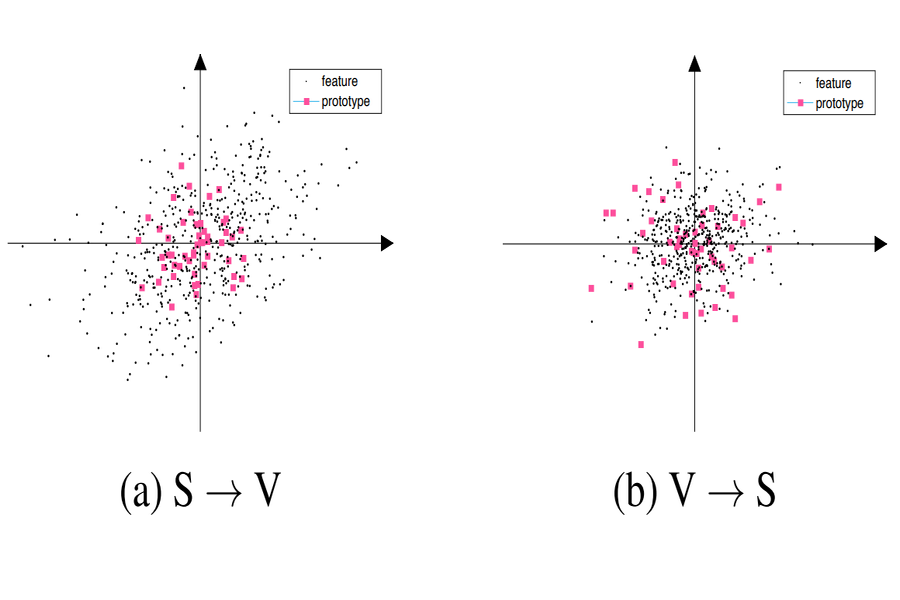 feature
prototype
feature
prototype
(a) S → V
(b) V → S